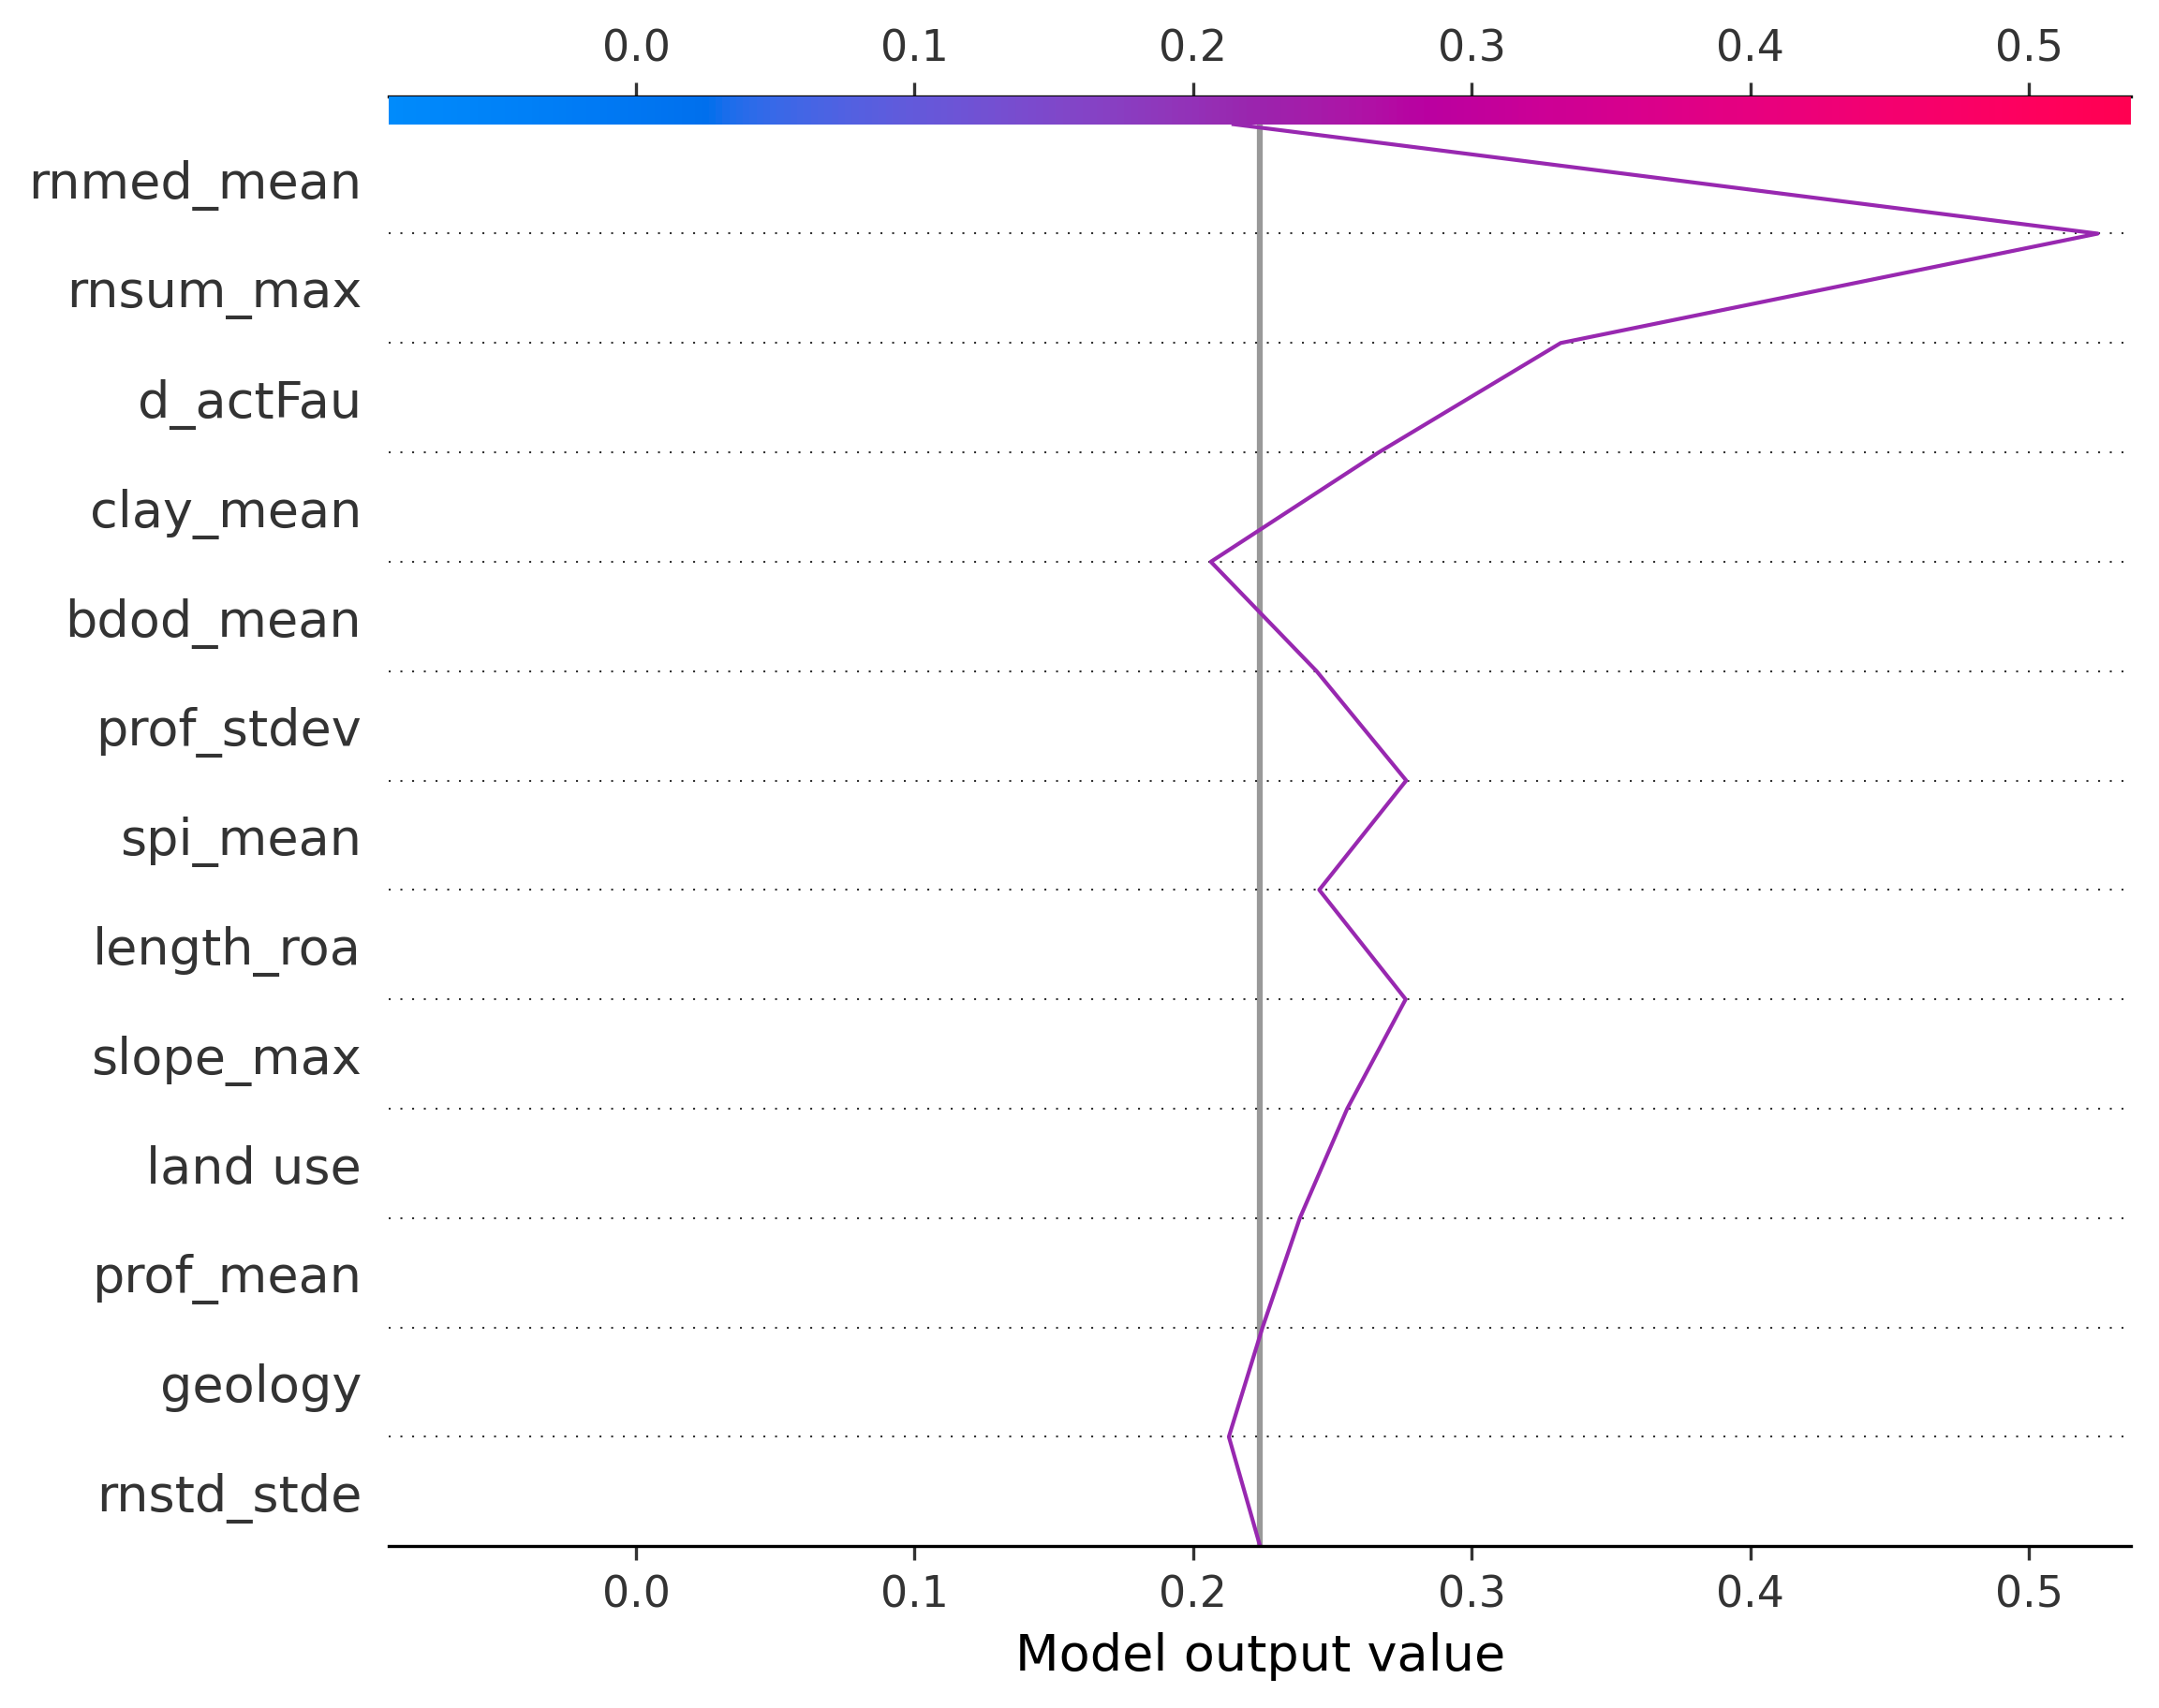 0.0 0.1 0.2 0.3 0.4 0.5
rnmed_mean
rnsum_max
d_actFau
clay_mean
bdod_mean
prof_stdev
spi_mean
length_roa
slope_max
land use
prof_mean
geology
rnstd_stde
0.0 0.1 0.2 0.3 0.4 0.5
Model output value